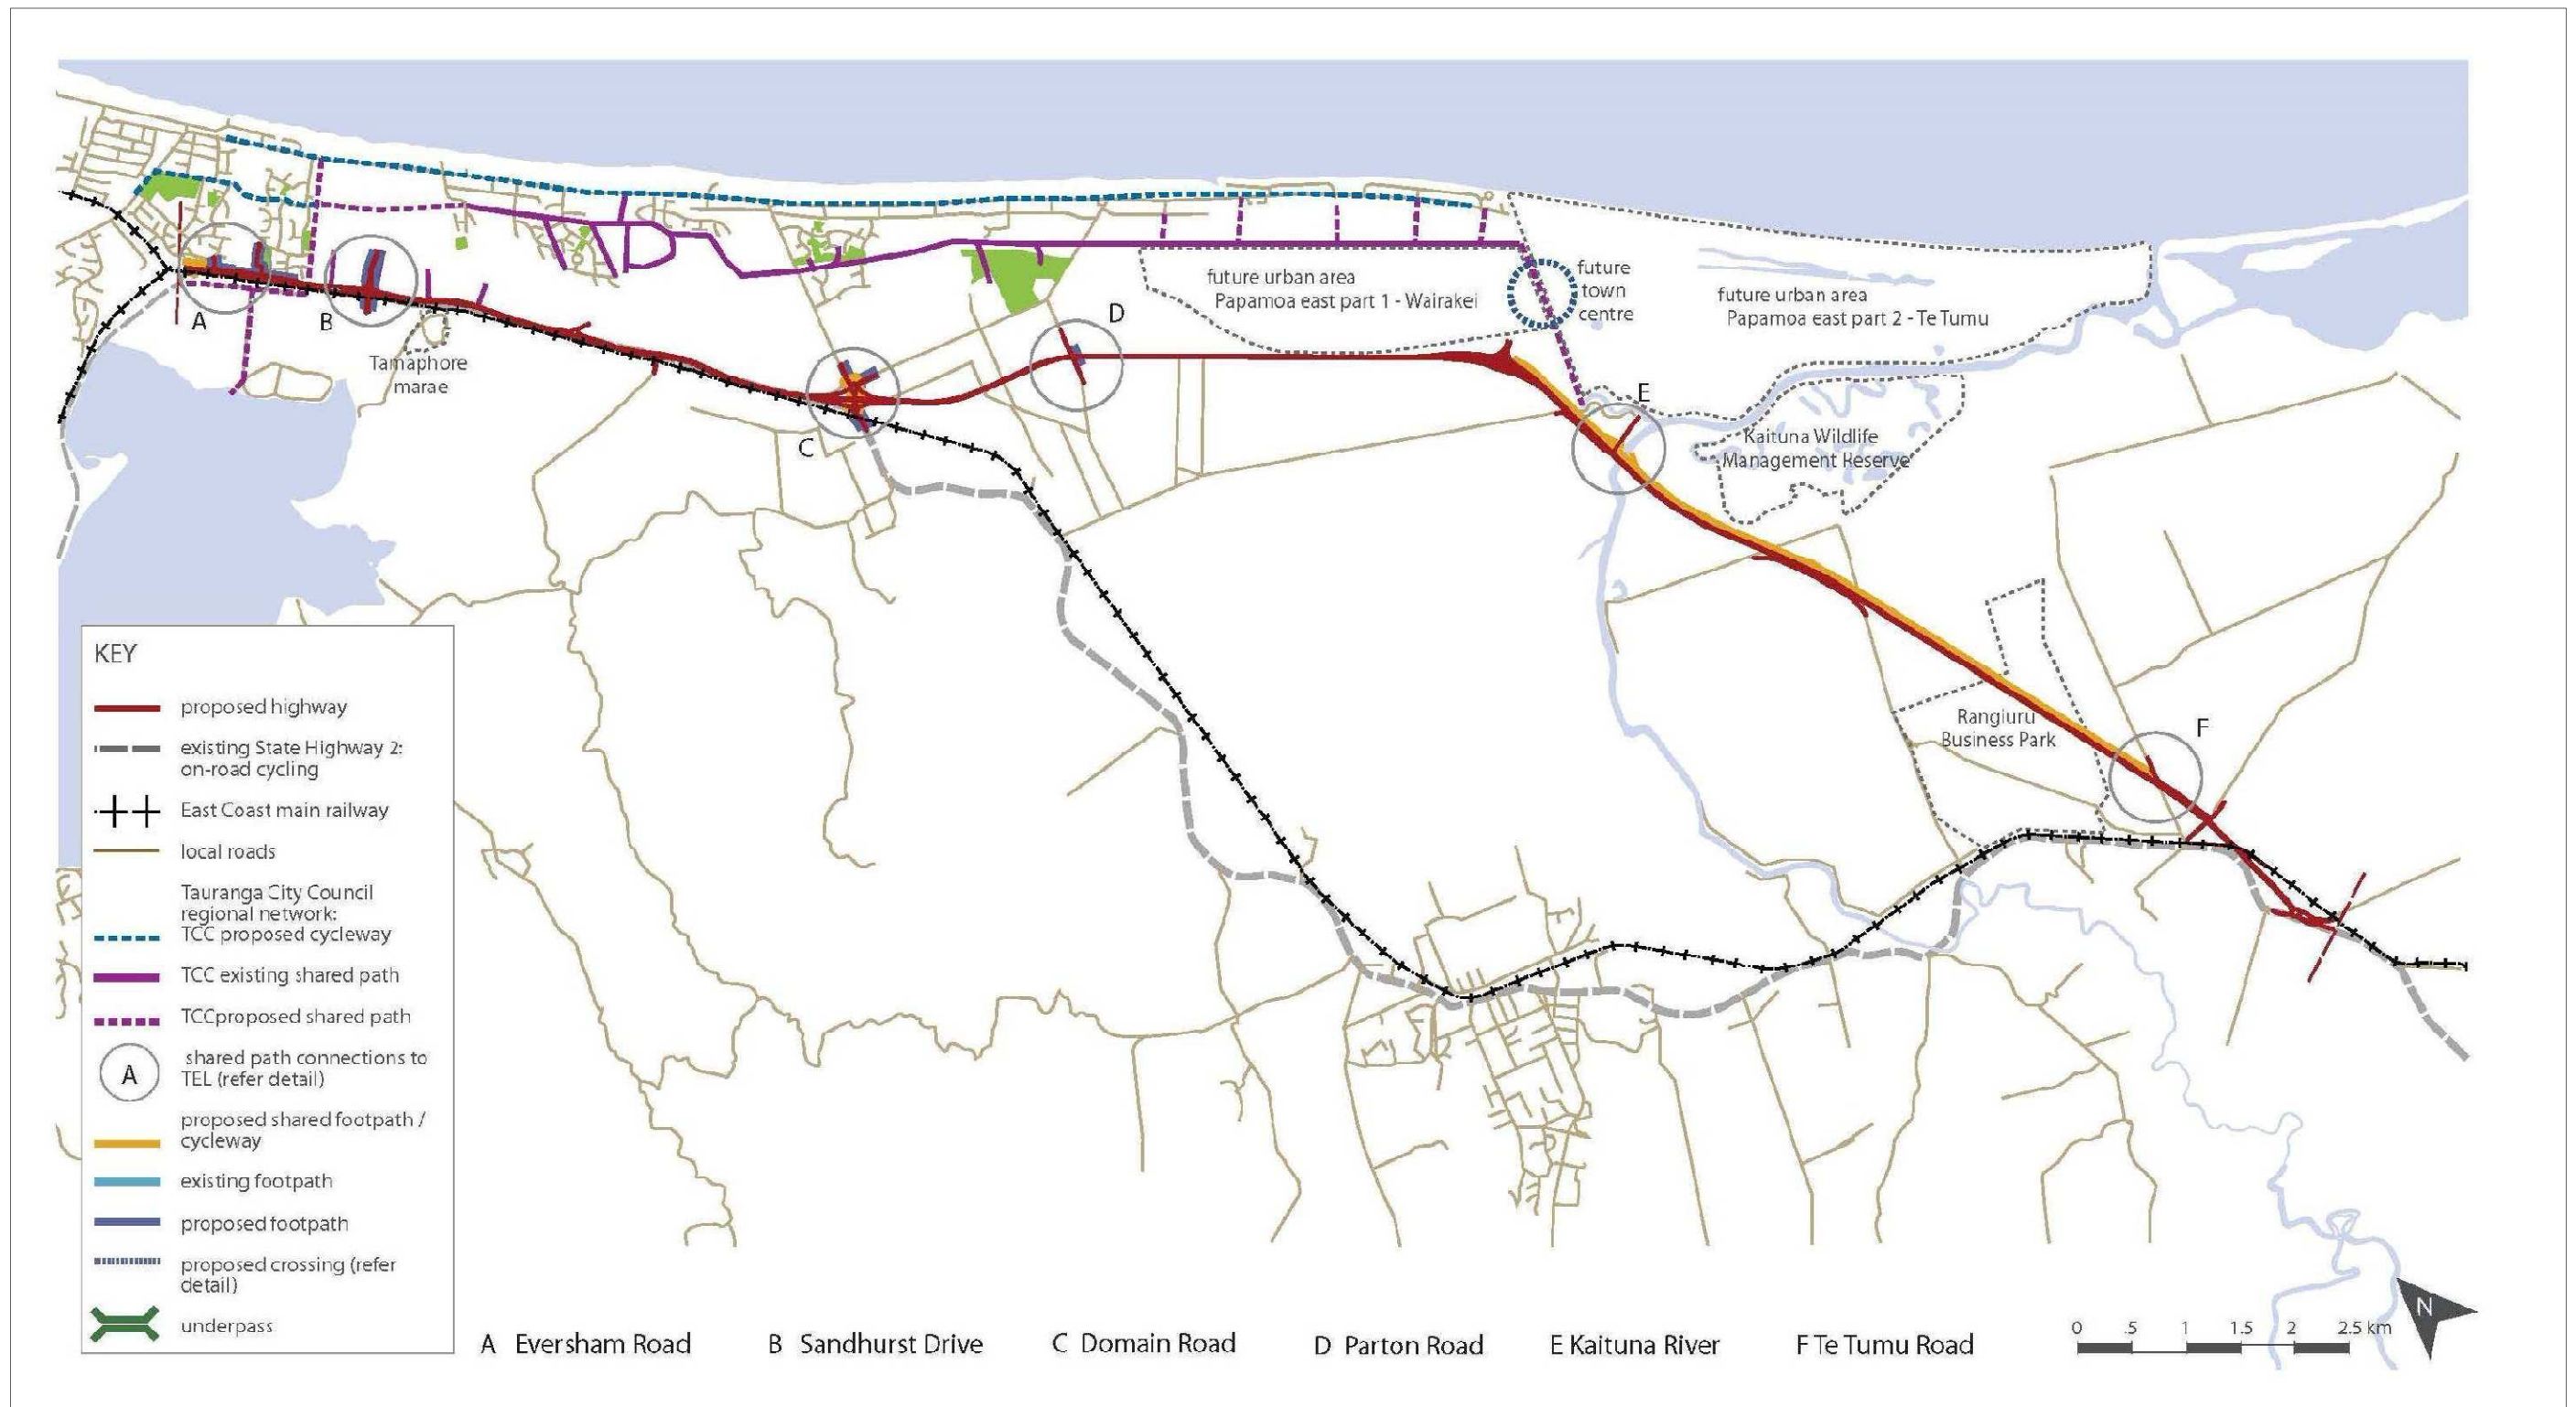 A
B
Tamaphore
marae
C
D
future urban area
Papamoa east part 1 - Wairakei
future
town
centre
future urban area
Papamoa east part 2 - Te Tumu
E
Kaituna Wildlife
Management Reserve
Rangiuru
Business Park
F
KEY
proposed highway
existing State Highway 2:
on-road cycling
East Coast main railway
local roads
Tauranga City Council
regional network:
TCC proposed cycleway
TCC existing shared path
TCCproposed shared path
A
shared path connections to
TEL (refer detail)
proposed shared footpath /
cycleway
existing footpath
proposed footpath
proposed crossing (refer
detail)
underpass
A Eversham Road
B Sandhurst Drive
C Domain Road
D Parton Road
E Kaituna River
F Te Tumu Road
0 .5 1 1.5 2 2.5 km
N